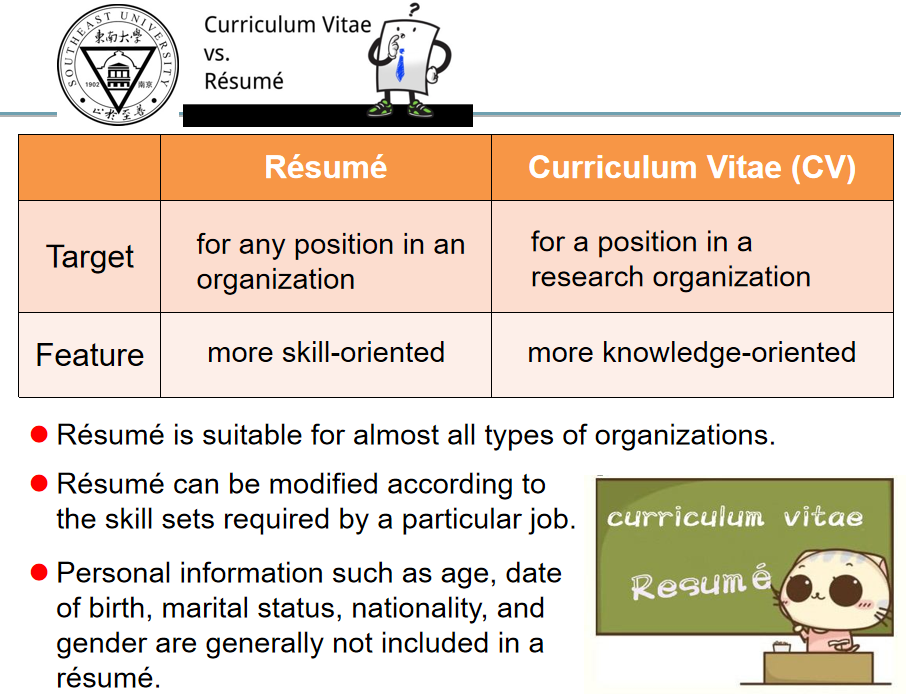 SOUTHEAST UNIVERSITY
東南大學
1902 南京
止於至善
Curriculum Vitae
vs.
Résumé
?
Résumé Curriculum Vitae (CV)
Target for any position in an organization for a position in a research organization
Feature more skill-oriented more knowledge-oriented
Résumé is suitable for almost all types of organizations.
Résumé can be modified according to
the skill sets required by a particular job.
Personal information such as age, date
of birth, marital status, nationality, and
gender are generally not included in a
résumé.
curriculum vitae
Resumé